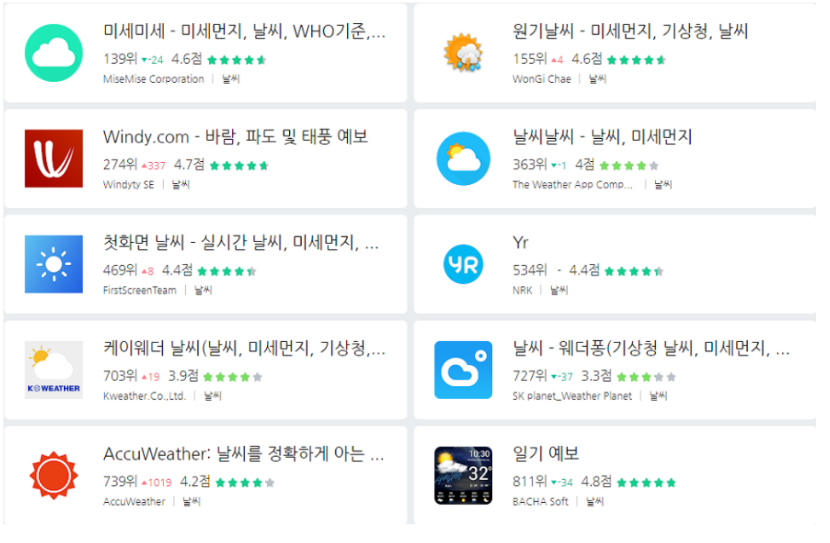 미세미세 - 미세먼지, 날씨, WHO기준,...
139위 ▾-24 4.6점
MiseMise Corporation | 날씨
원기날씨 - 미세먼지, 기상청, 날씨
155위 ▴4 4.6점
WonGi Chae | 날씨
Windy.com - 바람, 파도 및 태풍 예보
274위 ▴337 4.7점
Windyty SE | 날씨
날씨날씨 - 날씨, 미세먼지
363위 ▾-1 4점
The Weather App Comp... | 날씨
첫화면 날씨 - 실시간 날씨, 미세먼지, ...
469위 ▴8 4.4점
FirstScreenTeam | 날씨
YR
Yr
534위 - 4.4점
NRK | 날씨
K WEATHER
케이웨더 날씨(날씨, 미세먼지, 기상청,...
703위 ▴19 3.9점
Kweather.Co.,Ltd. | 날씨
날씨 - 웨더퐁(기상청 날씨, 미세먼지, ...
727위 ▾-37 3.3점
SK planet_Weather Planet | 날씨
AccuWeather: 날씨를 정확하게 아는 ...
739위 ▴1019 4.2점
AccuWeather | 날씨
10:30
32°
일기 예보
811위 ▾-34 4.8점
BACHA Soft | 날씨